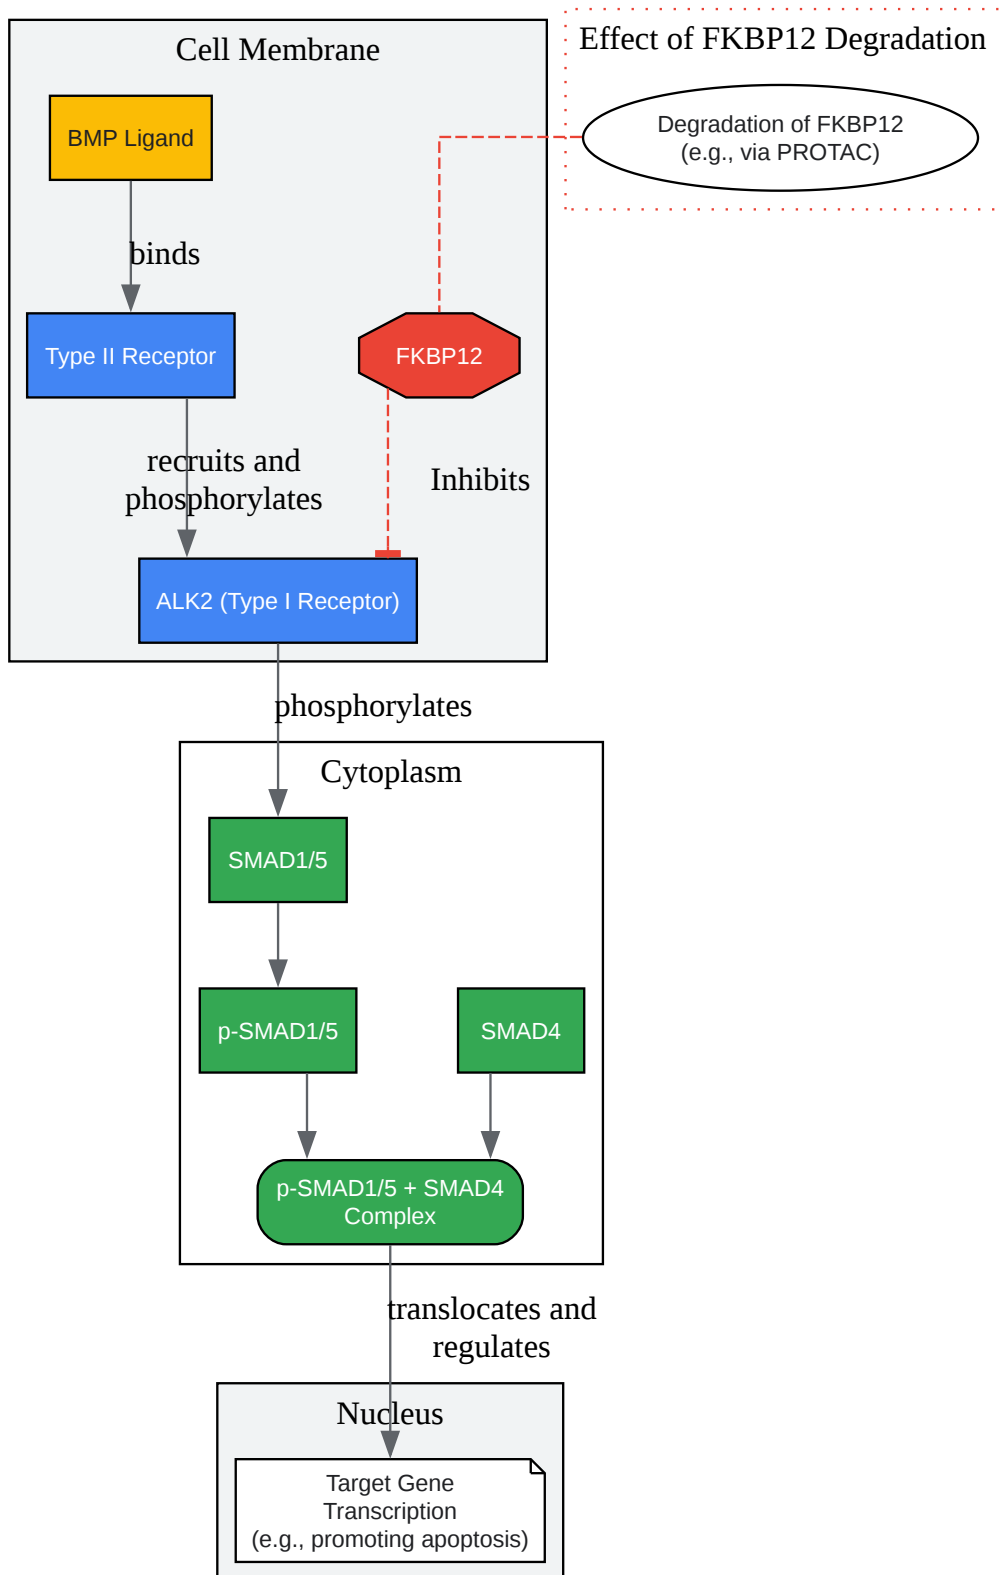 Cell Membrane
Effect of FKBP12 Degradation
BMP Ligand
Degradation of FKBP12
(e.g., via PROTAC)
binds
Type II Receptor
FKBP12
recruits and
phosphorylates
Inhibits
ALK2 (Type I Receptor)
phosphorylates
Cytoplasm
SMAD1/5
p-SMAD1/5
SMAD4
p-SMAD1/5 + SMAD4
Complex
translocates and
regulates
Nucleus
Target Gene
Transcription
(e.g., promoting apoptosis)